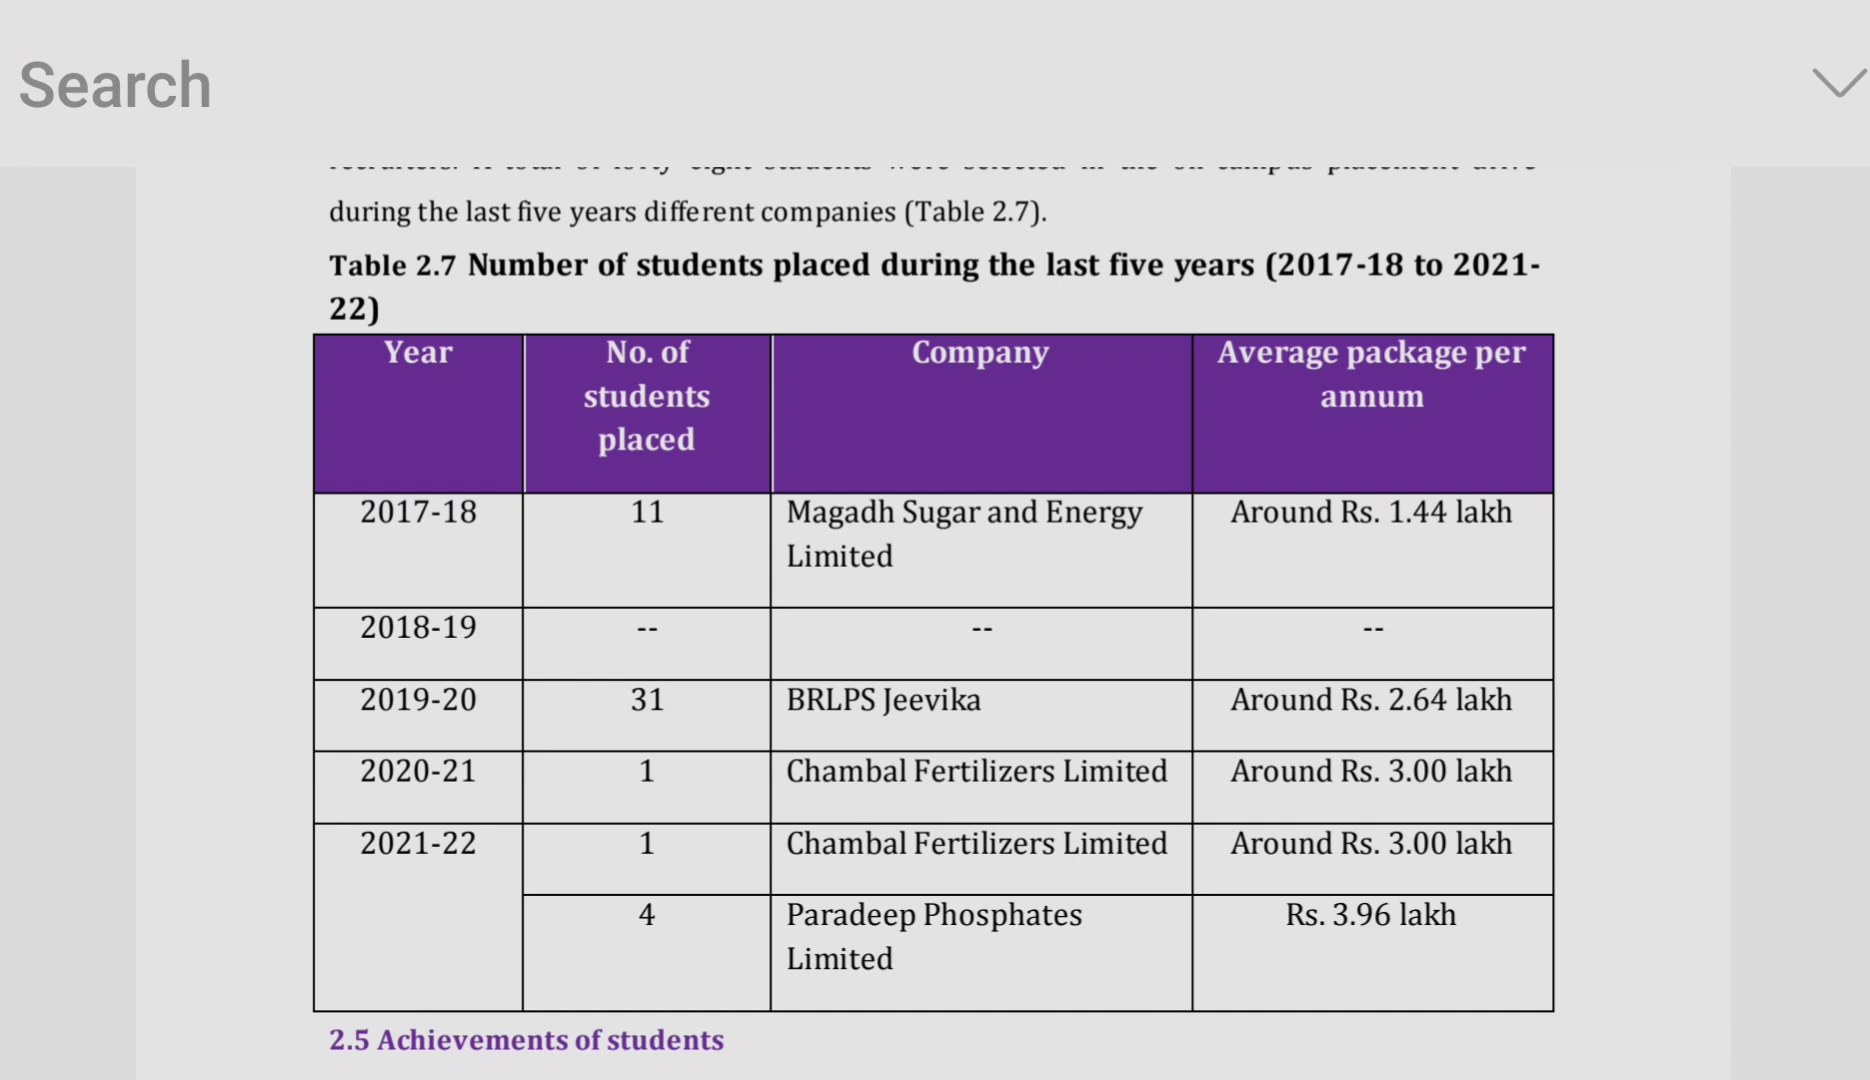 Search
during the last five years different companies (Table 2.7).
Table 2.7 Number of students placed during the last five years (2017-18 to 2021-
22)
Year
No. of
students
placed
Company
Average package per
annum
2017-18
11
Magadh Sugar and Energy
Limited
Around Rs. 1.44 lakh
2018-19
--
--
--
2019-20
31
BRLPS Jeevika
Around Rs. 2.64 lakh
2020-21
1
Chambal Fertilizers Limited
Around Rs. 3.00 lakh
2021-22
1
Chambal Fertilizers Limited
Around Rs. 3.00 lakh
4
Paradeep Phosphates
Limited
Rs. 3.96 lakh
2.5 Achievements of students